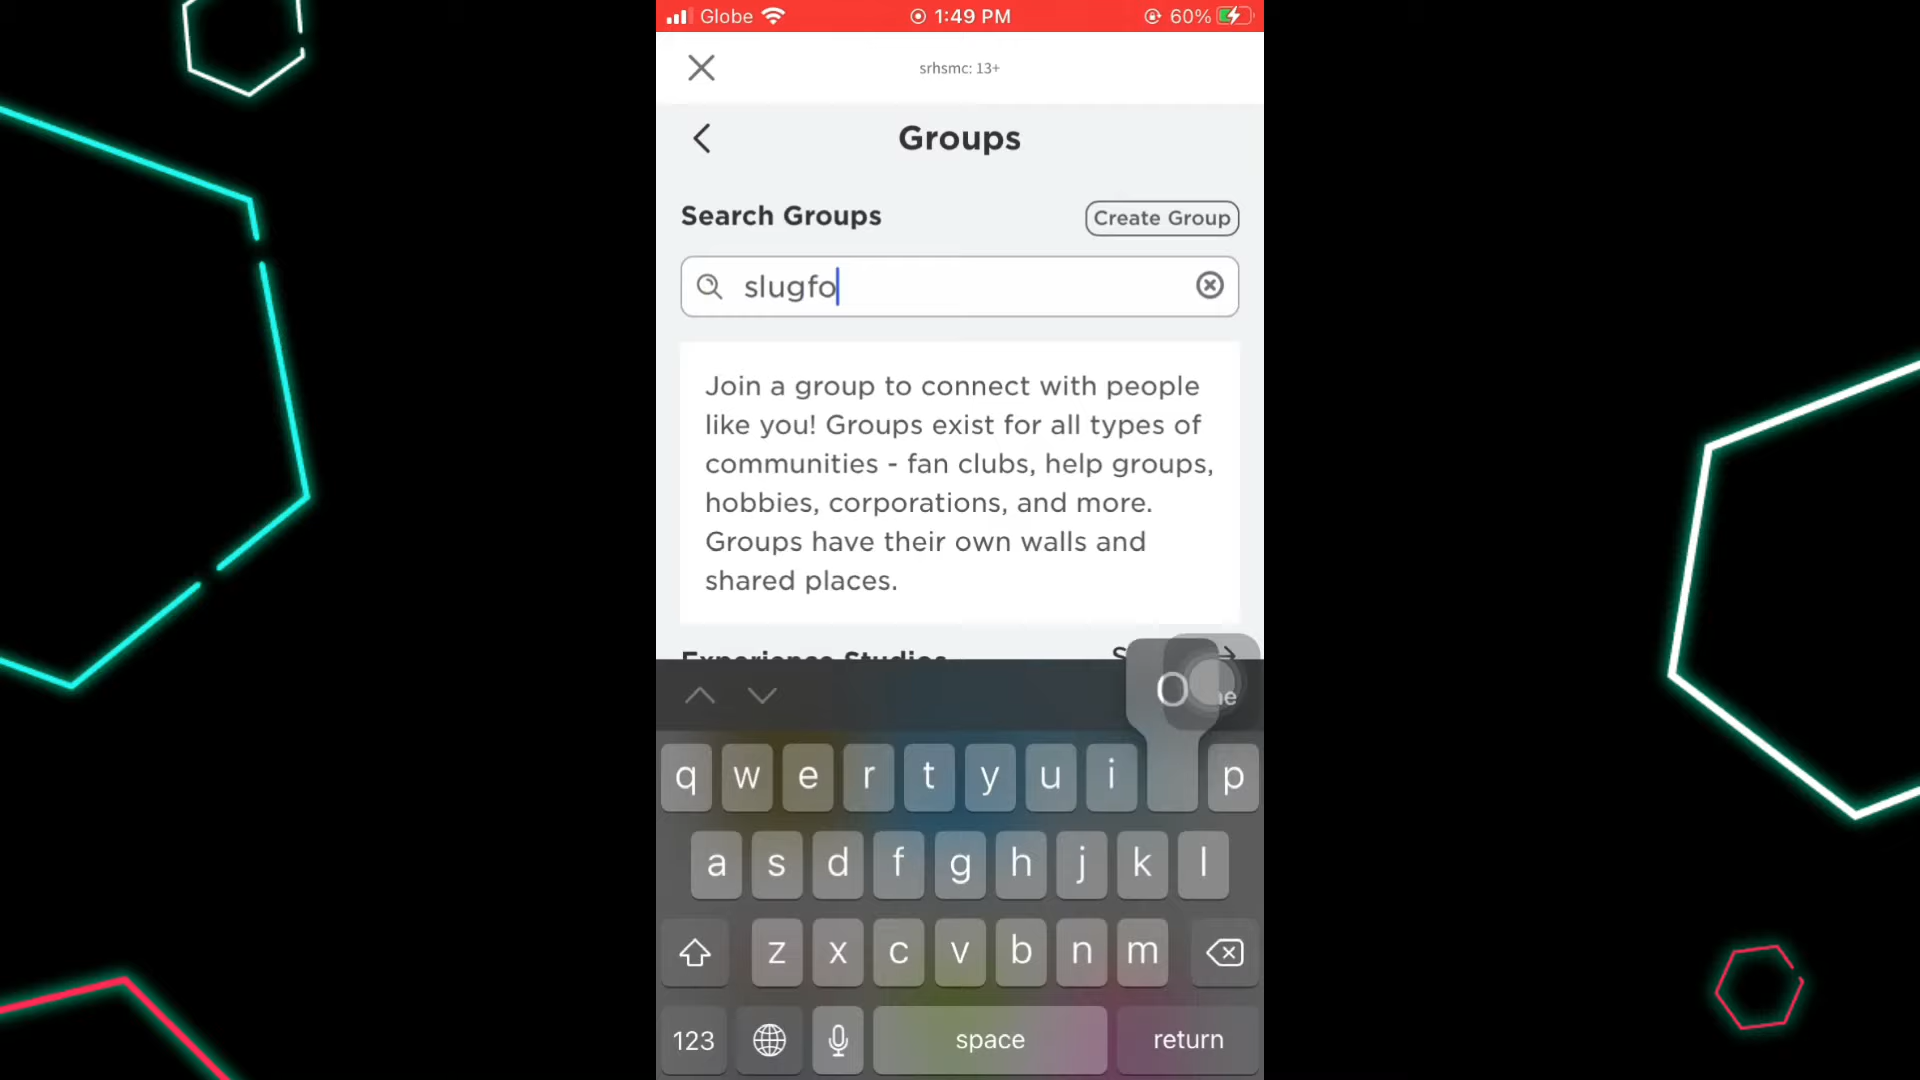 Globe 1:49 PM 60%
srhsmc: 13+
Groups
Search Groups Create Group
slugfo
Join a group to connect with people
like you! Groups exist for all types of
communities - fan clubs, help groups,
hobbies, corporations, and more.
Groups have their own walls and
shared places.
Experience Studios
O
q w e r t y u i p
a s d f g h j k l
z x c v b n m
123 space return